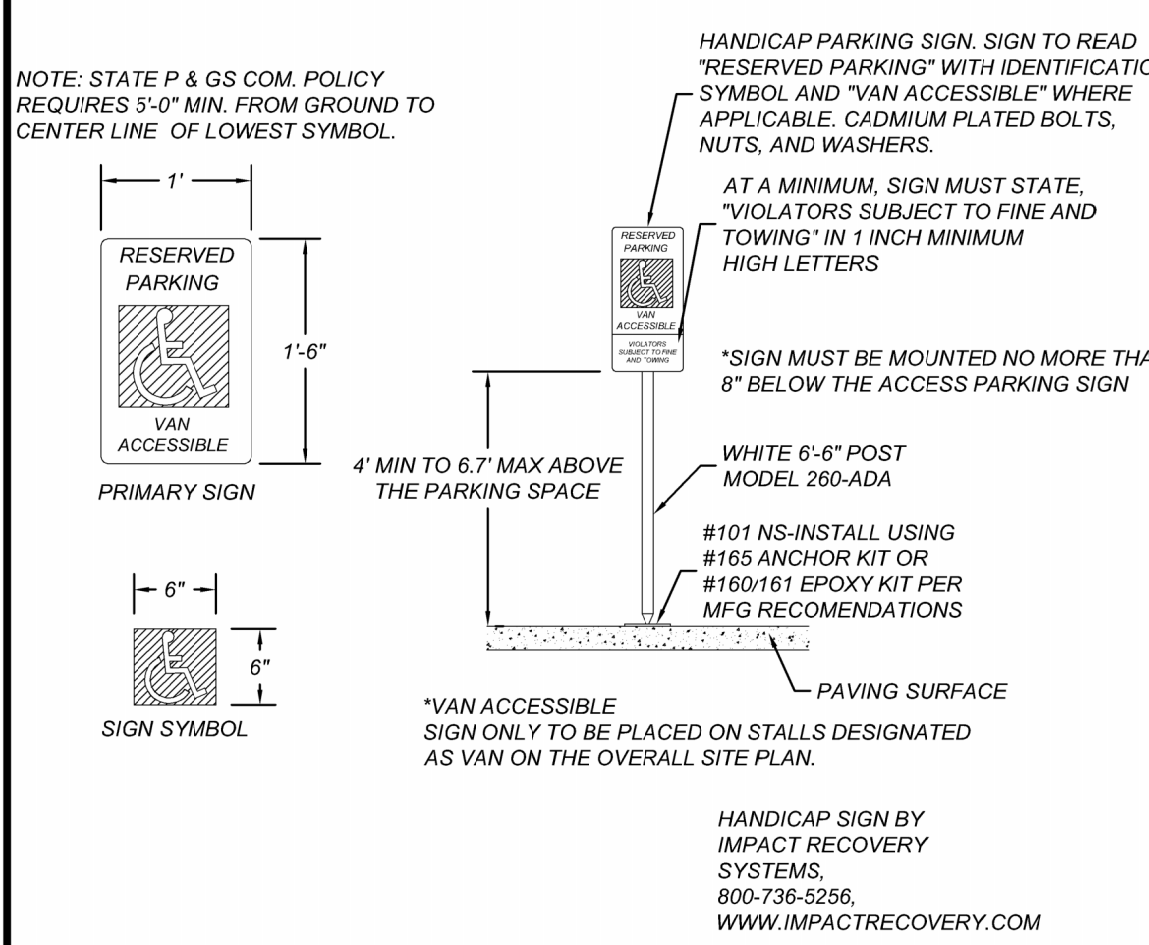 NOTE: STATE P & GS COM. POLICY
REQUIRES 5'-0" MIN. FROM GROUND TO
CENTER LINE OF LOWEST SYMBOL.
1'
RESERVED
PARKING
VAN
ACCESSIBLE
1'-6"
PRIMARY SIGN
6"
6"
SIGN SYMBOL
HANDICAP PARKING SIGN. SIGN TO READ
"RESERVED PARKING" WITH IDENTIFICATIO
SYMBOL AND "VAN ACCESSIBLE" WHERE
APPLICABLE. CADMIUM PLATED BOLTS,
NUTS, AND WASHERS.
AT A MINIMUM, SIGN MUST STATE,
"VIOLATORS SUBJECT TO FINE AND
TOWING" IN 1 INCH MINIMUM
HIGH LETTERS
RESERVED
PARKING
VAN
ACCESSIBLE
VIOLATORS
SUBJECT TO FINE
AND TOWING
*SIGN MUST BE MOUNTED NO MORE THA
8" BELOW THE ACCESS PARKING SIGN
4' MIN TO 6.7' MAX ABOVE
THE PARKING SPACE
WHITE 6'-6" POST
MODEL 260-ADA
#101 NS-INSTALL USING
#165 ANCHOR KIT OR
#160/161 EPOXY KIT PER
MFG RECOMENDATIONS
PAVING SURFACE
*VAN ACCESSIBLE
SIGN ONLY TO BE PLACED ON STALLS DESIGNATED
AS VAN ON THE OVERALL SITE PLAN.
HANDICAP SIGN BY
IMPACT RECOVERY
SYSTEMS,
800-736-5256,
WWW.IMPACTRECOVERY.COM